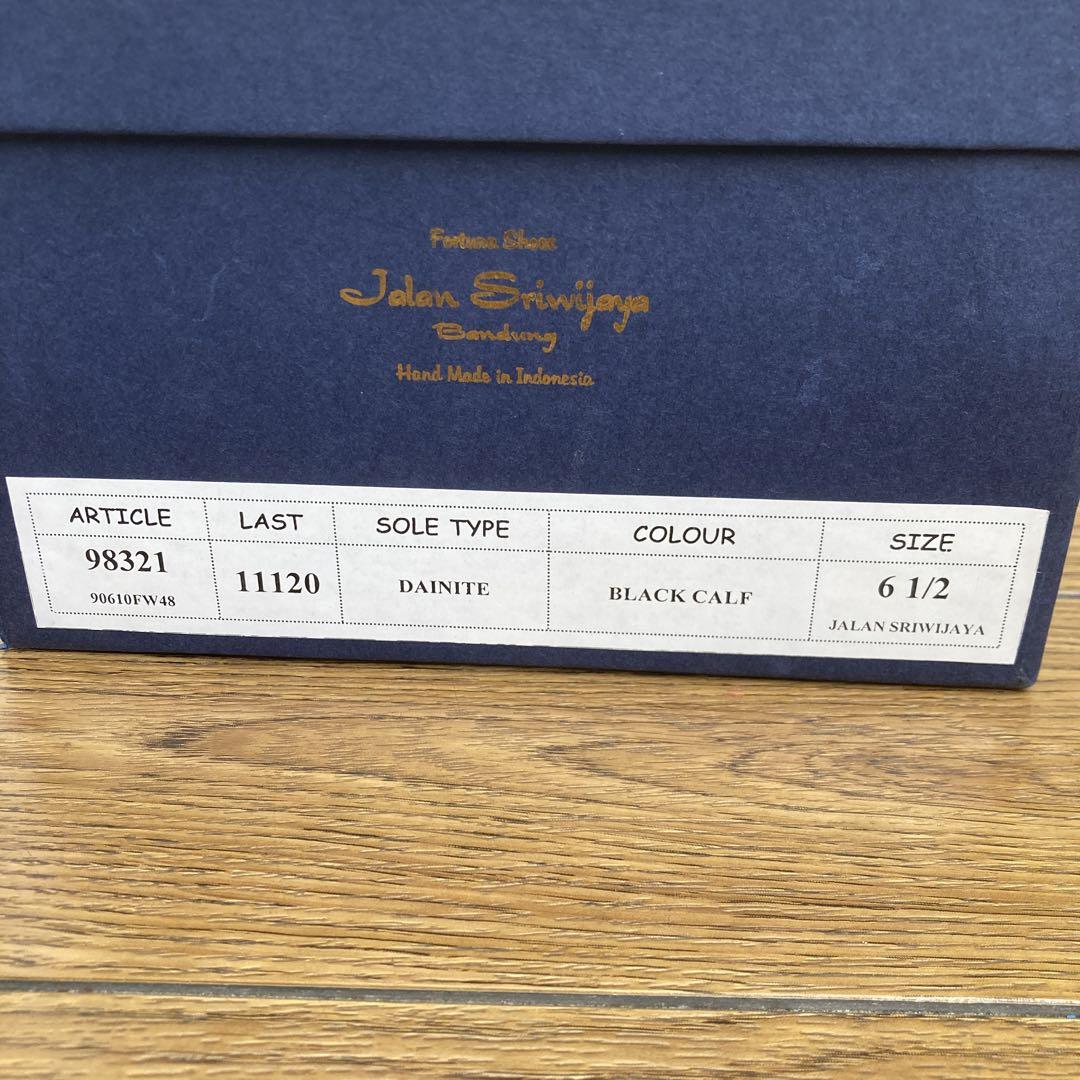 Fortuna Shoes
Jalan Sriwijaya
Bandung
Hand Made in Indonesia
ARTICLE LAST SOLE TYPE COLOUR SIZE
98321 11120 DAINITE BLACK CALF 6 1/2
90610FW48 JALAN SRIWIJAYA